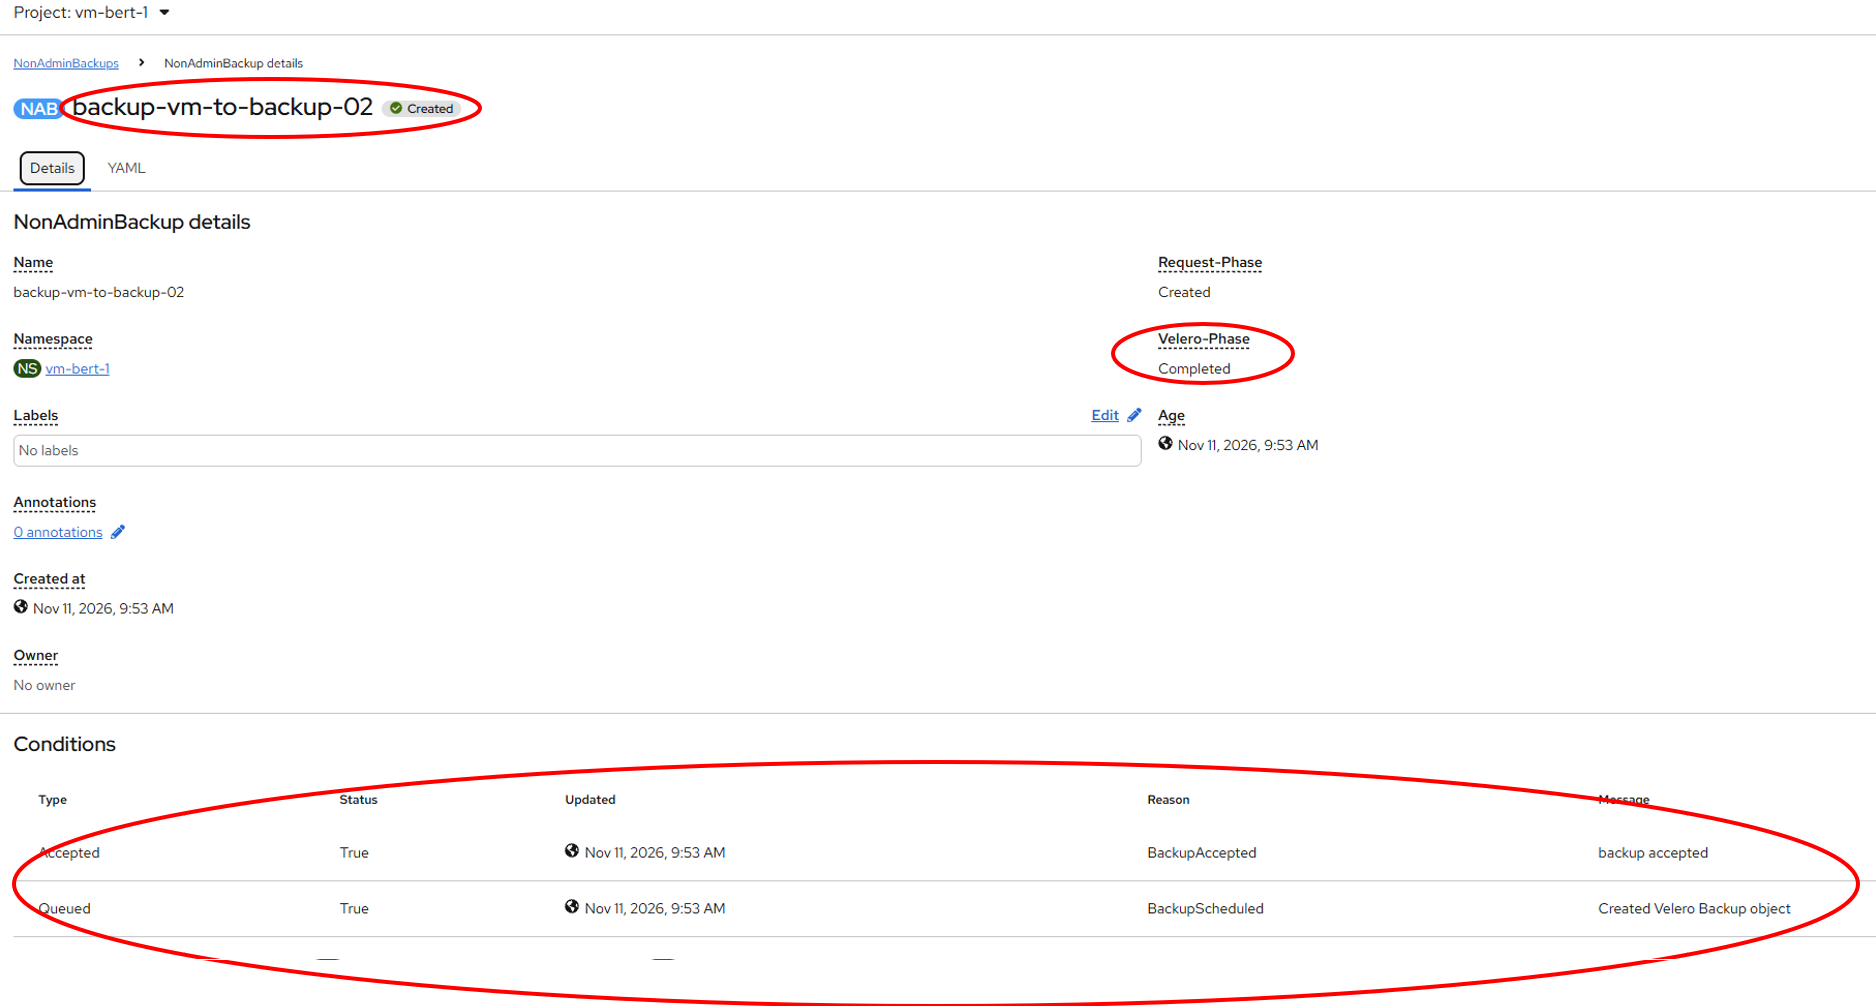 Project: vm-bert-1
NonAdminBackups > NonAdminBackup details
NAB backup-vm-to-backup-02 Created
Details YAML
NonAdminBackup details
Name
backup-vm-to-backup-02
Request-Phase
Created
Namespace
NS vm-bert-1
Velero-Phase
Completed
Labels Edit
No labels
Age
Nov 11, 2026, 9:53 AM
Annotations
0 annotations
Created at
Nov 11, 2026, 9:53 AM
Owner
No owner
Conditions
Type Status Updated Reason Message
Accepted True Nov 11, 2026, 9:53 AM BackupAccepted backup accepted
Queued True Nov 11, 2026, 9:53 AM BackupScheduled Created Velero Backup object